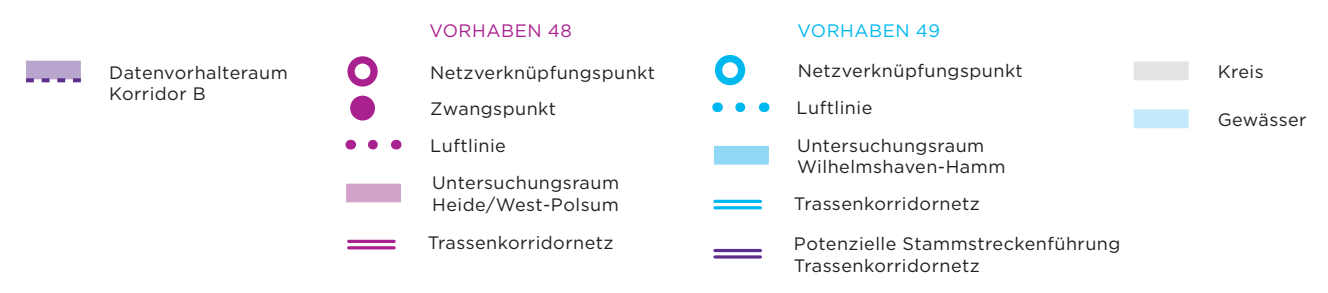 Datenvorhalteraum
Korridor B
VORHABEN 48
Netzverknüpfungspunkt
Zwangspunkt
Luftlinie
Untersuchungsraum
Heide/West-Polsum
Trassenkorridornetz
VORHABEN 49
Netzverknüpfungspunkt
Luftlinie
Untersuchungsraum
Wilhelmshaven-Hamm
Trassenkorridornetz
Potenzielle Stammstreckenführung
Trassenkorridornetz
Kreis
Gewässer